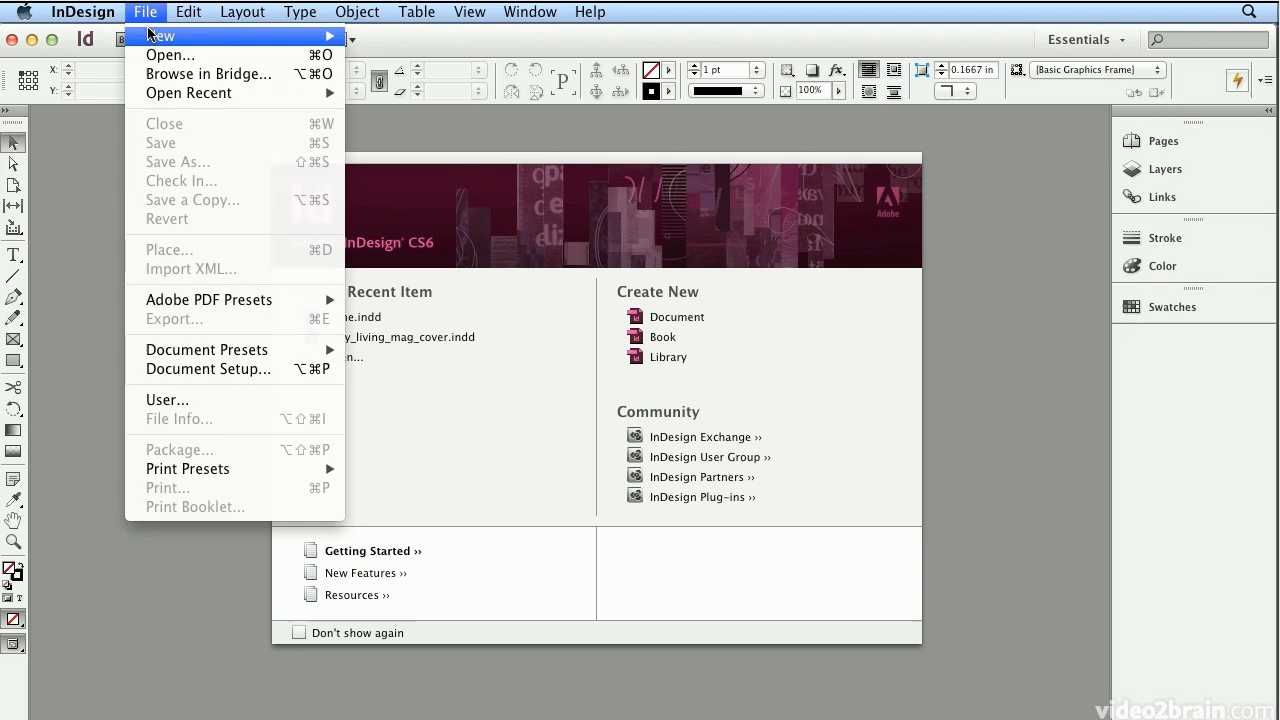 InDesign File Edit Layout Type Object Table View Window Help
Id
Essentials
X:
Y:
1 pt
100%
0.1667 in
[Basic Graphics Frame]
New
Open... ⌘O
Browse in Bridge... ⌥⌘O
Open Recent
Close ⌘W
Save ⌘S
Save As... ⇧⌘S
Check In...
Save a Copy... ⌥⌘S
Revert
Place... ⌘D
Import XML...
Adobe PDF Presets
Export... ⌘E
Document Presets
Document Setup... ⌥⌘P
User...
File Info... ⌥⇧⌘I
Package... ⌥⇧⌘P
Print Presets
Print... ⌘P
Print Booklet...
InDesign® CS6
Adobe
Recent Item
y_living_mag_cover.indd
Create New
Document
Book
Library
Community
InDesign Exchange ››
InDesign User Group ››
InDesign Partners ››
InDesign Plug-ins ››
Getting Started ››
New Features ››
Resources ››
Don't show again
Pages
Layers
Links
Stroke
Color
Swatches
video2brain.com